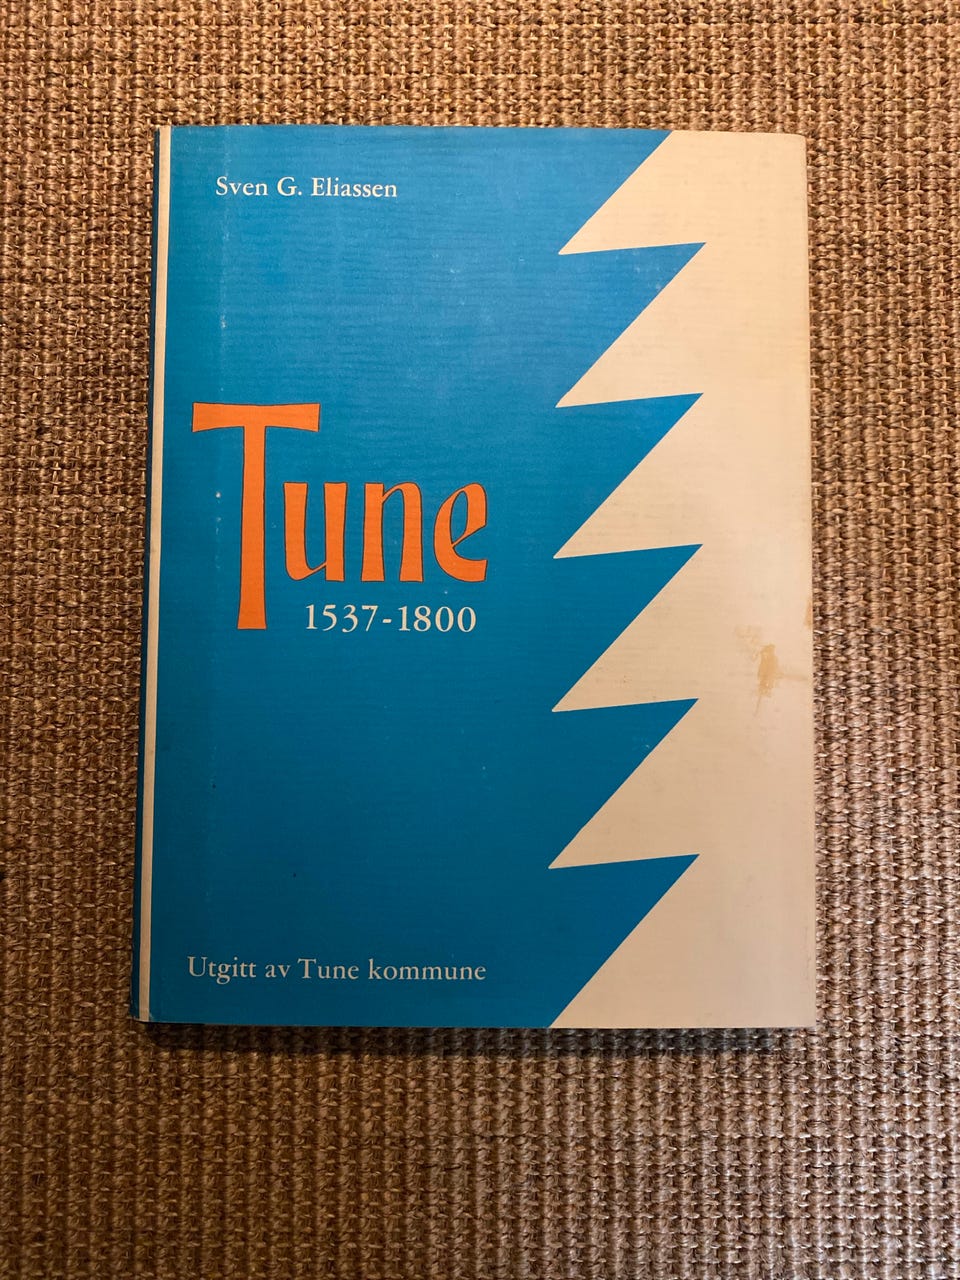 Sven G. Eliassen
Tune
1537-1800
Utgitt av Tune kommune